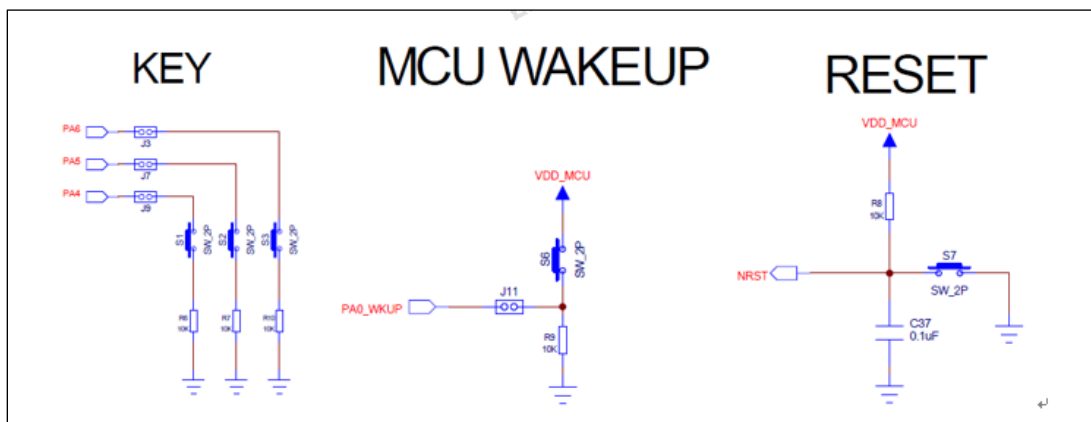 KEY
PA6
J3
PA5
J7
PA4
J9
S1
SW_2P
S2
SW_2P
S3
SW_2P
R6
10K
R7
10K
R10
10K
MCU WAKEUP
VDD_MCU
S6
SW_2P
J11
PA0_WKUP
R9
10K
RESET
VDD_MCU
R8
10K
S7
NRST
SW_2P
C37
0.1uF